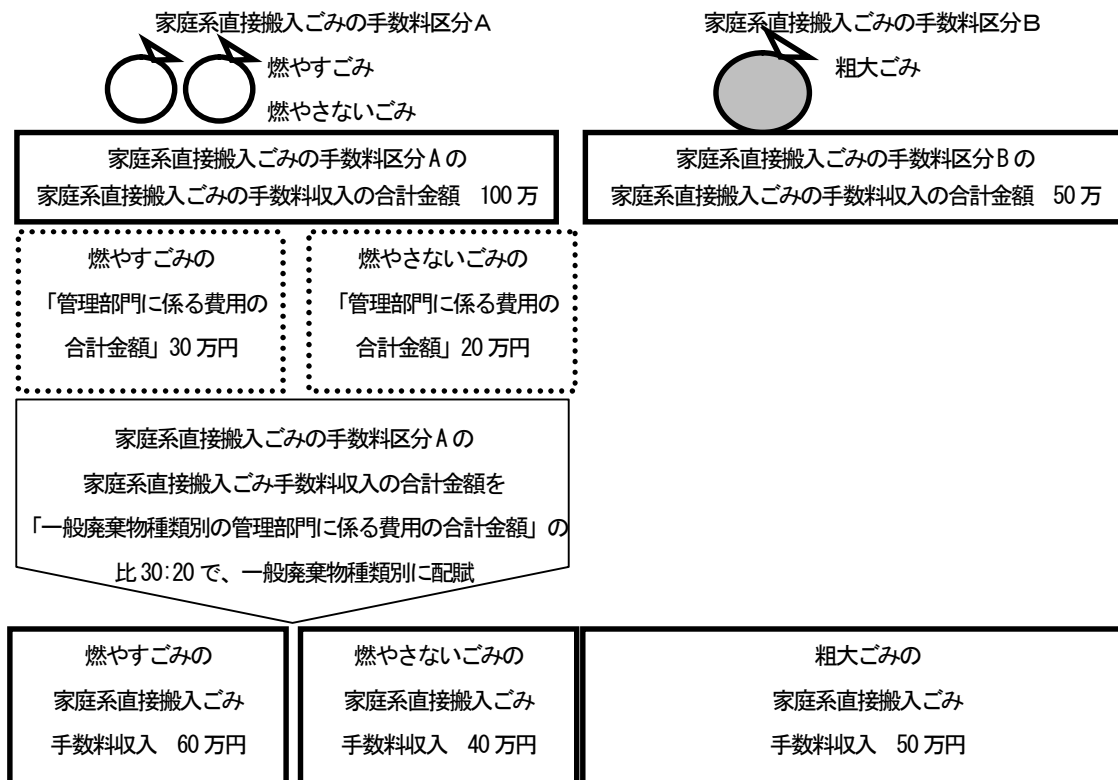 家庭系直接搬入ごみの手数料区分A
燃やすごみ
燃やさないごみ
家庭系直接搬入ごみの手数料区分B
粗大ごみ
家庭系直接搬入ごみの手数料区分Aの
家庭系直接搬入ごみの手数料収入の合計金額 100万
家庭系直接搬入ごみの手数料区分Bの
家庭系直接搬入ごみの手数料収入の合計金額 50万
燃やすごみの
「管理部門に係る費用の
合計金額」30万円
燃やさないごみの
「管理部門に係る費用の
合計金額」20万円
家庭系直接搬入ごみの手数料区分Aの
家庭系直接搬入ごみ手数料収入の合計金額を
「一般廃棄物種類別の管理部門に係る費用の合計金額」の
比30:20で、一般廃棄物種類別に配賦
燃やすごみの
家庭系直接搬入ごみ
手数料収入 60万円
燃やさないごみの
家庭系直接搬入ごみ
手数料収入 40万円
粗大ごみの
家庭系直接搬入ごみ
手数料収入 50万円